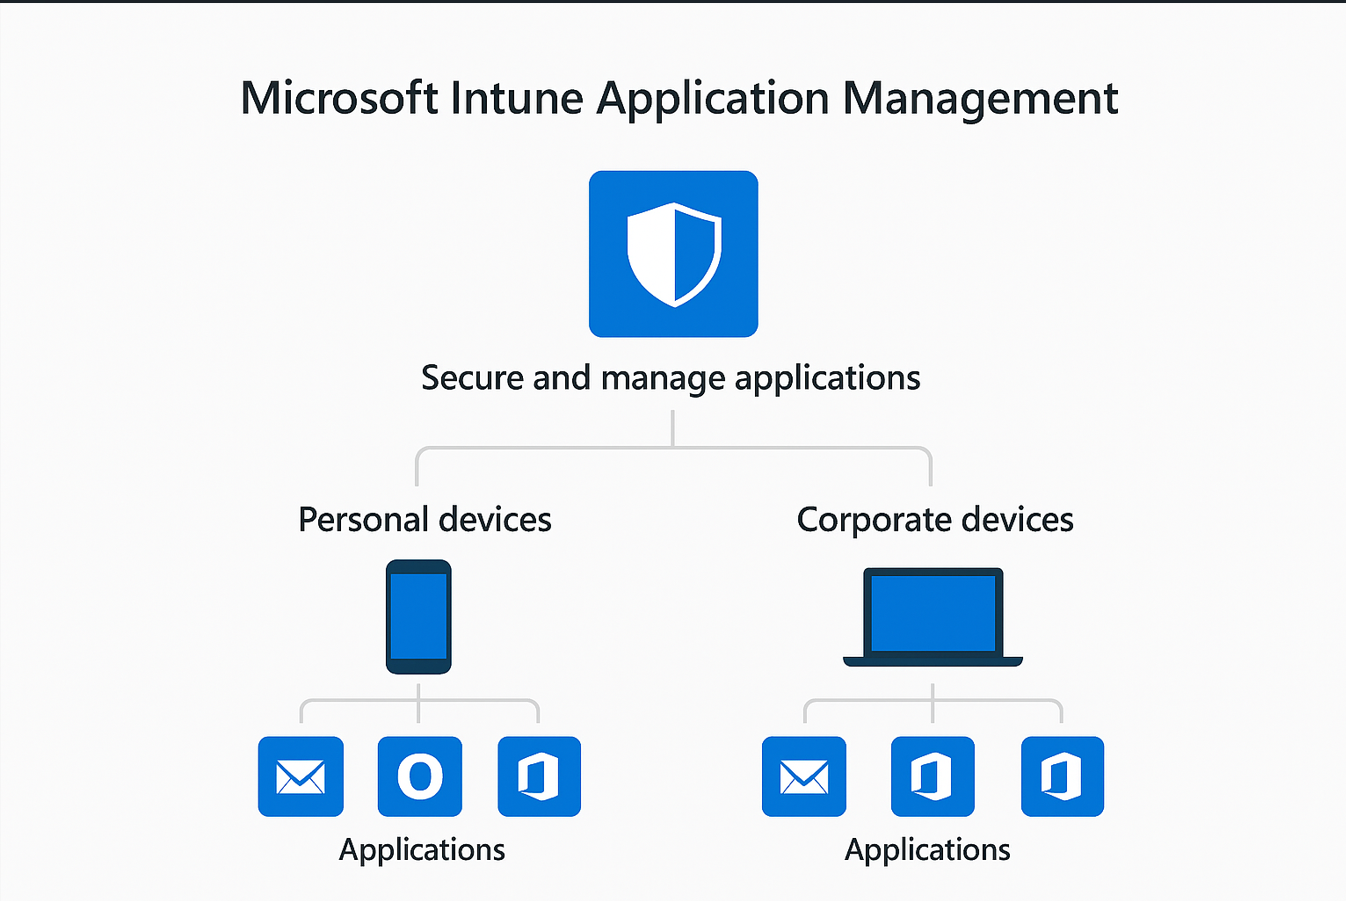 Microsoft Intune Application Management
Secure and manage applications
Personal devices
Corporate devices
O
Applications
Applications